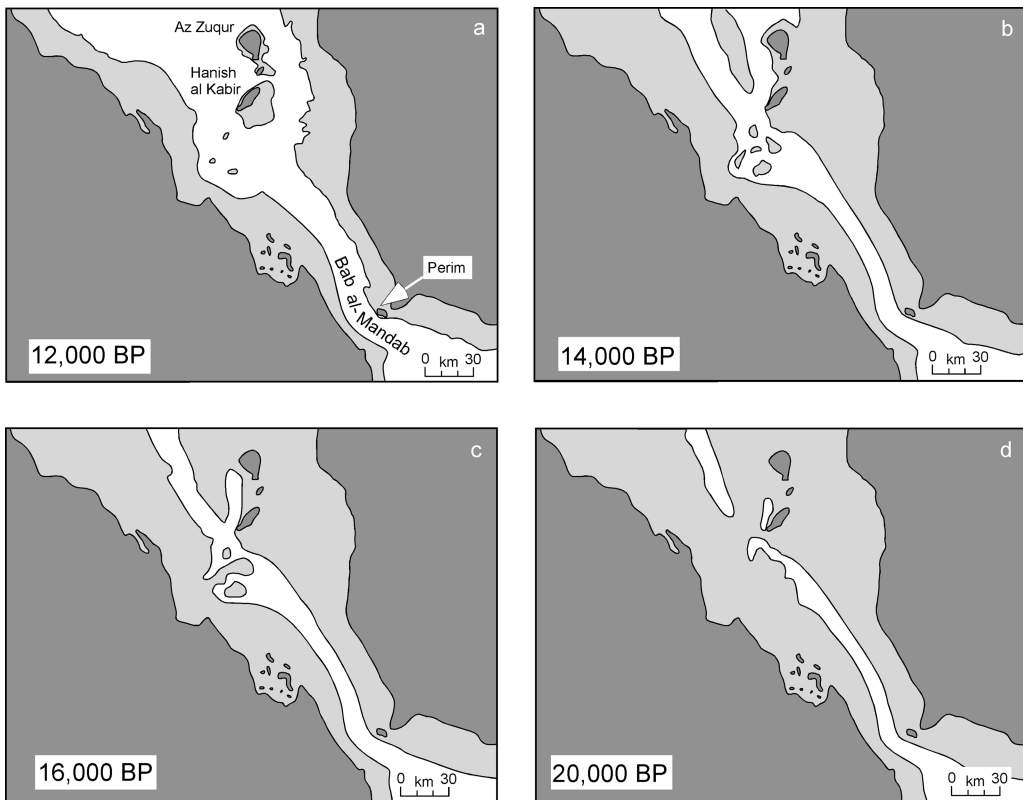 Az Zuqur
a
Hanish
al Kabir
Perim
Bab al-Mandab
12,000 BP
0 km 30
b
14,000 BP
0 km 30
c
16,000 BP
0 km 30
d
20,000 BP
0 km 30